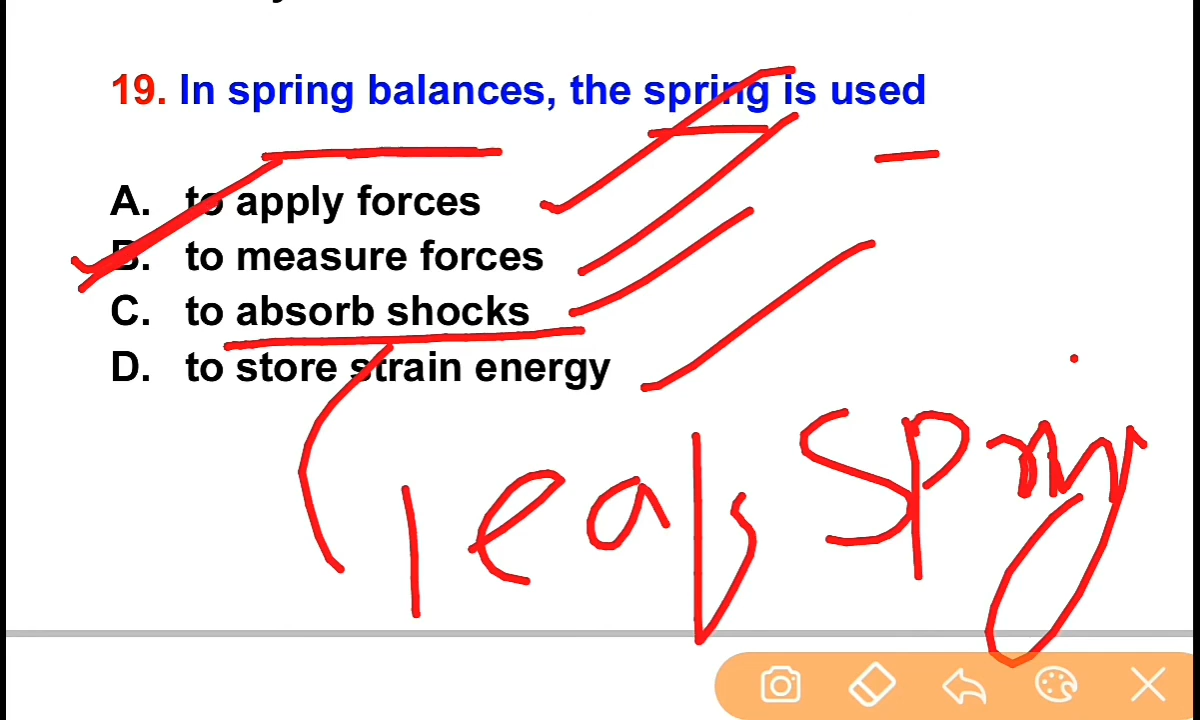 19. In spring balances, the spring is used
A. to apply forces
B. to measure forces
C. to absorb shocks
D. to store strain energy
leaf Spring